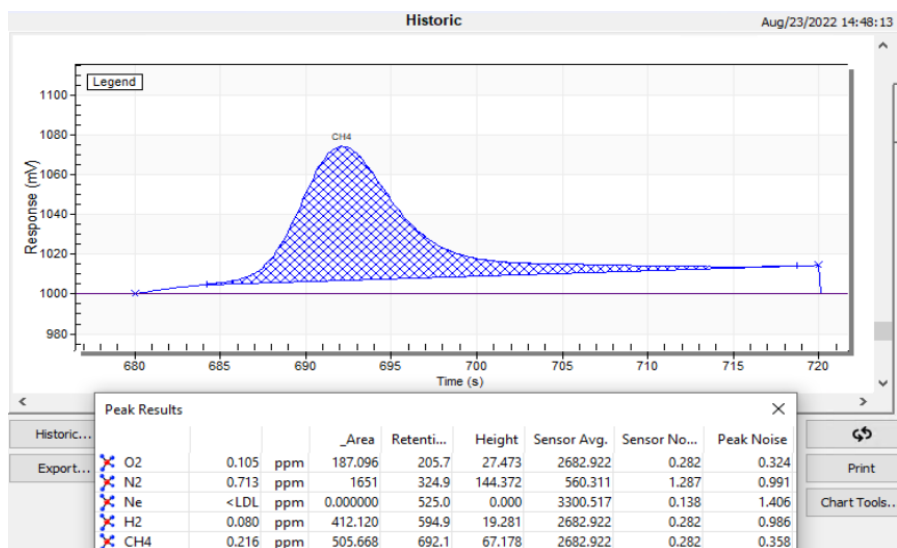 Historic
Aug/23/2022 14:48:13
Legend
CH4
Response (mV)
1100
1080
1060
1040
1020
1000
980
680 685 690 695 700 705 710 715 720
Time (s)
Peak Results
Historic...
Export...
Print
Chart Tools...
_Area Retenti... Height Sensor Avg. Sensor No... Peak Noise
O2 0.105 ppm 187.096 205.7 27.473 2682.922 0.282 0.324
N2 0.713 ppm 1651 324.9 144.372 560.311 1.287 0.991
Ne <LDL ppm 0.000000 525.0 0.000 3300.517 0.138 1.406
H2 0.080 ppm 412.120 594.9 19.281 2682.922 0.282 0.986
CH4 0.216 ppm 505.668 692.1 67.178 2682.922 0.282 0.358